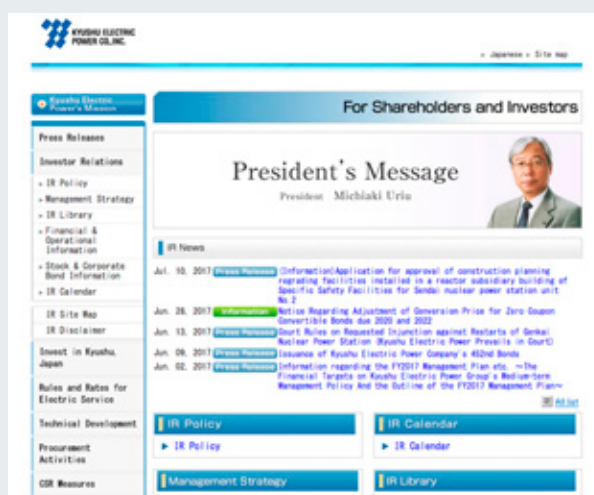 KYUSHU ELECTRIC
POWER CO.,INC.
Japanese
Site map
Kyushu Electric
Power's Mission
Press Releases
Investor Relations
IR Policy
Management Strategy
IR Library
Financial &
Operational
Information
Stock & Corporate
Bond Information
IR Calendar
IR Site Map
IR Disclaimer
Invest in Kyushu,
Japan
Rules and Rates for
Electric Service
Technical Development
Procurement
Activities
CSR Measures
For Shareholders and Investors
President's Message
President Michiaki Uriu
IR News
Jul. 10, 2017 Press Release (Information)Application for approval of construction planning
regrading facilities installed in a reactor subsidiary building of
Specific Safety Facilities for Sendai nuclear power station unit
No.2
Jun. 28, 2017 Information Notice Regarding Adjustment of Conversion Price for Zero Coupon
Convertible Bonds due 2020 and 2022
Jun. 13, 2017 Press Release Court Rules on Requested Injunction against Restarts of Genkai
Nuclear Power Station (Kyushu Electric Power Prevails in Court)
Jun. 09, 2017 Press Release Issuance of Kyushu Electric Power Company's 452nd Bonds
Jun. 02, 2017 Press Release Information regarding the FY2017 Management Plan etc. ~The
Financial Targets on Kyushu Electric Power Group's Medium-term
Management Policy And the Outline of the FY2017 Management Plan~
All list
IR Policy
IR Policy
IR Calendar
IR Calendar
Management Strategy
IR Library